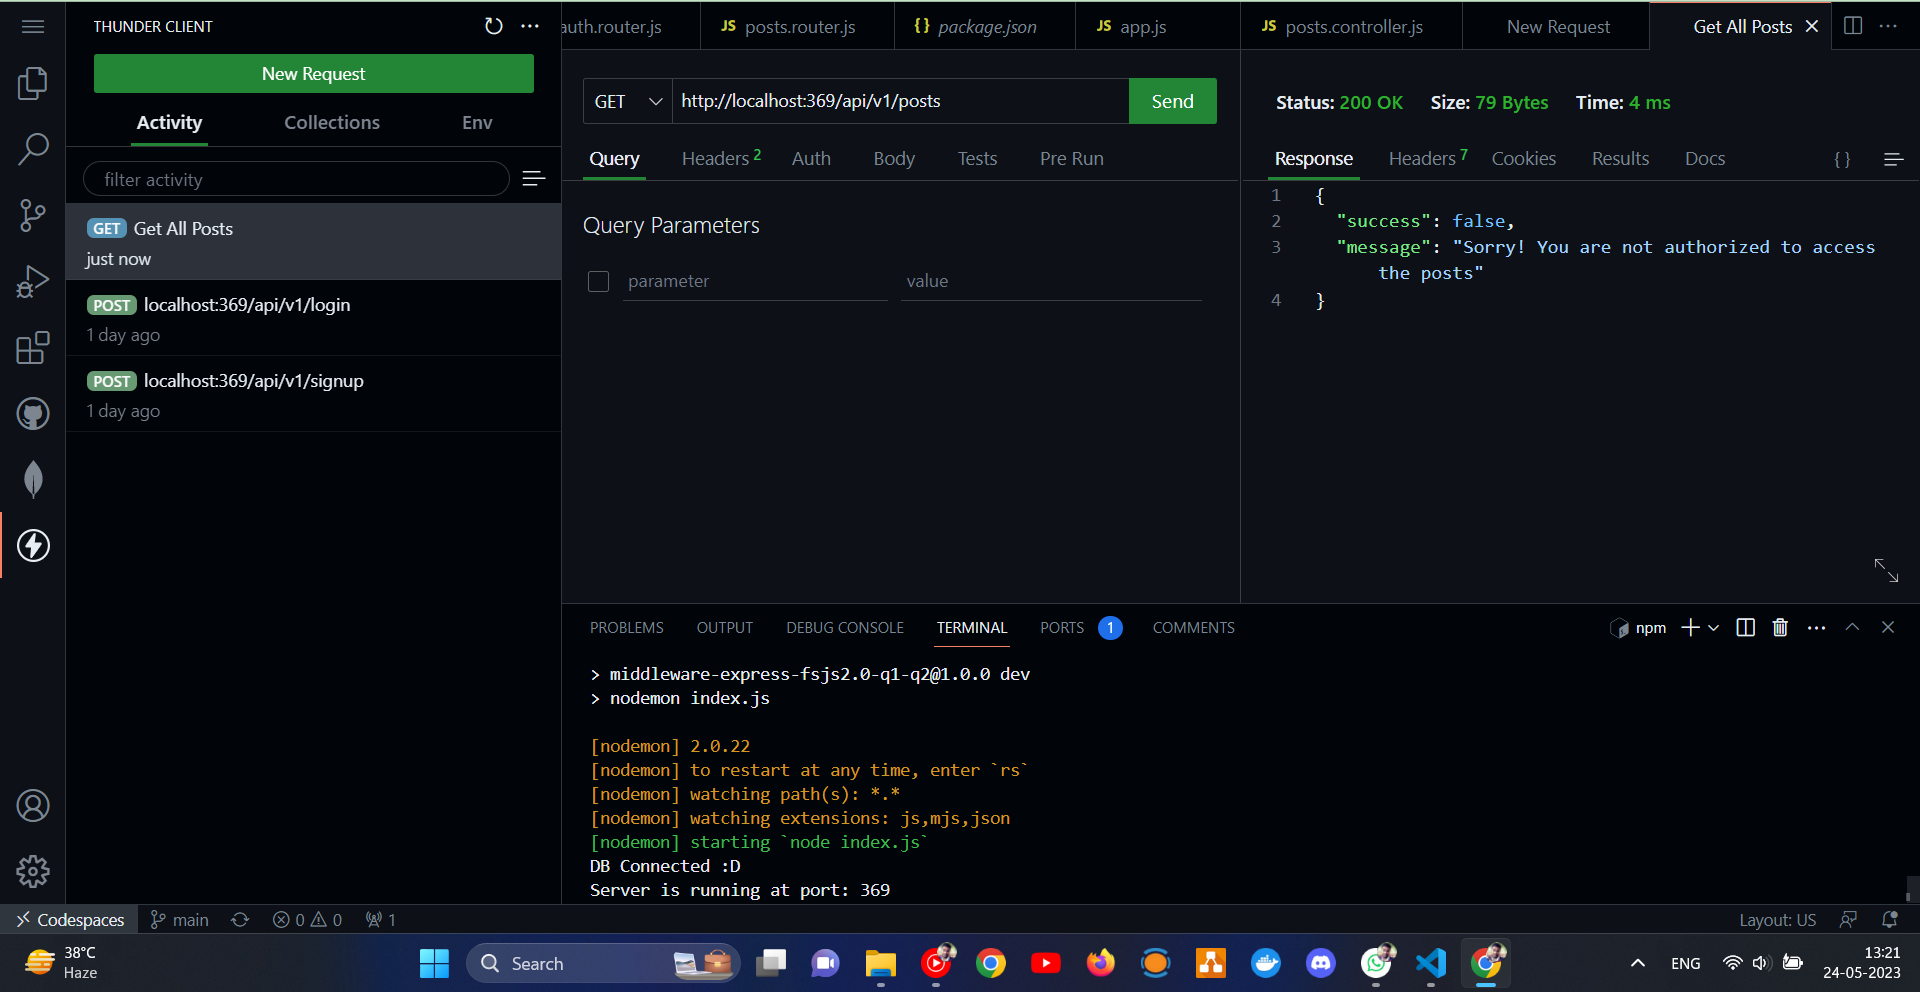 THUNDER CLIENT
New Request
Activity
Collections
Env
filter activity
GET Get All Posts
just now
POST localhost:369/api/v1/login
1 day ago
POST localhost:369/api/v1/signup
1 day ago
auth.router.js
JS posts.router.js
{} package.json
JS app.js
JS posts.controller.js
New Request
Get All Posts
GET
http://localhost:369/api/v1/posts
Send
Query
Headers 2
Auth
Body
Tests
Pre Run
Query Parameters
parameter
value
Status: 200 OK
Size: 79 Bytes
Time: 4 ms
Response
Headers 7
Cookies
Results
Docs
{ }
1 {
2 "success": false,
3 "message": "Sorry! You are not authorized to access
the posts"
4 }
PROBLEMS
OUTPUT
DEBUG CONSOLE
TERMINAL
PORTS 1
COMMENTS
npm
> middleware-express-fsjs2.0-q1-q2@1.0.0 dev
> nodemon index.js
[nodemon] 2.0.22
[nodemon] to restart at any time, enter `rs`
[nodemon] watching path(s): *.*
[nodemon] watching extensions: js,mjs,json
[nodemon] starting `node index.js`
DB Connected :D
Server is running at port: 369
Codespaces
main
0
0
1
Layout: US
38°C
Haze
Search
ENG
13:21
24-05-2023